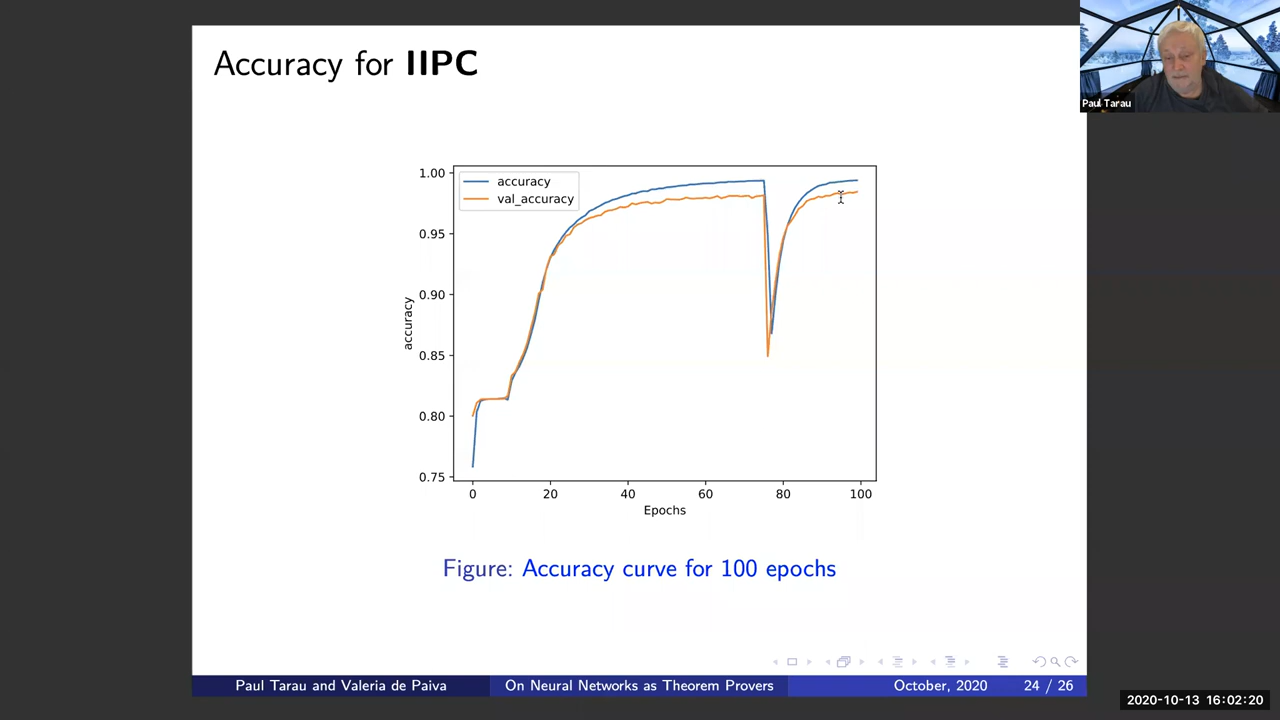 Accuracy for IIPC
Paul Tarau
accuracy
val_accuracy
1.00
0.95
0.90
0.85
0.80
0.75
accuracy
0 20 40 60 80 100
Epochs
Figure: Accuracy curve for 100 epochs
Paul Tarau and Valeria de Paiva On Neural Networks as Theorem Provers October, 2020 24 / 26
2020-10-13 16:02:20